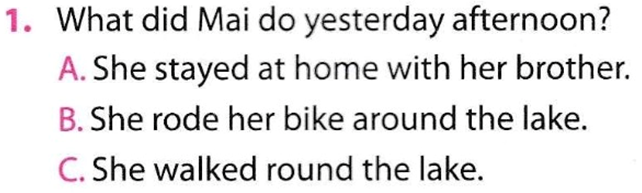 1. What did Mai do yesterday afternoon?
A. She stayed at home with her brother.
B. She rode her bike around the lake.
C. She walked round the lake.